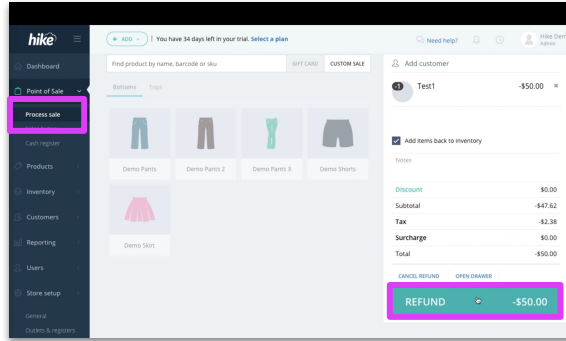 hike
+ ADD
You have 34 days left in your trial. Select a plan
Need help?
Hike Dem
Admin
Dashboard
Point of Sale
Process sale
Cash register
Products
Inventory
Customers
Reporting
Users
Store setup
General
Outlets & registers
Find product by name, barcode or sku
GIFT CARD
CUSTOM SALE
Bottoms
Tops
Demo Pants
Demo Pants 2
Demo Pants 3
Demo Shorts
Demo Skirt
Add customer
-1 Test1 -$50.00 ×
Add items back to inventory
Notes
Discount $0.00
Subtotal -$47.62
Tax -$2.38
Surcharge $0.00
Total -$50.00
CANCEL REFUND OPEN DRAWER
REFUND -$50.00